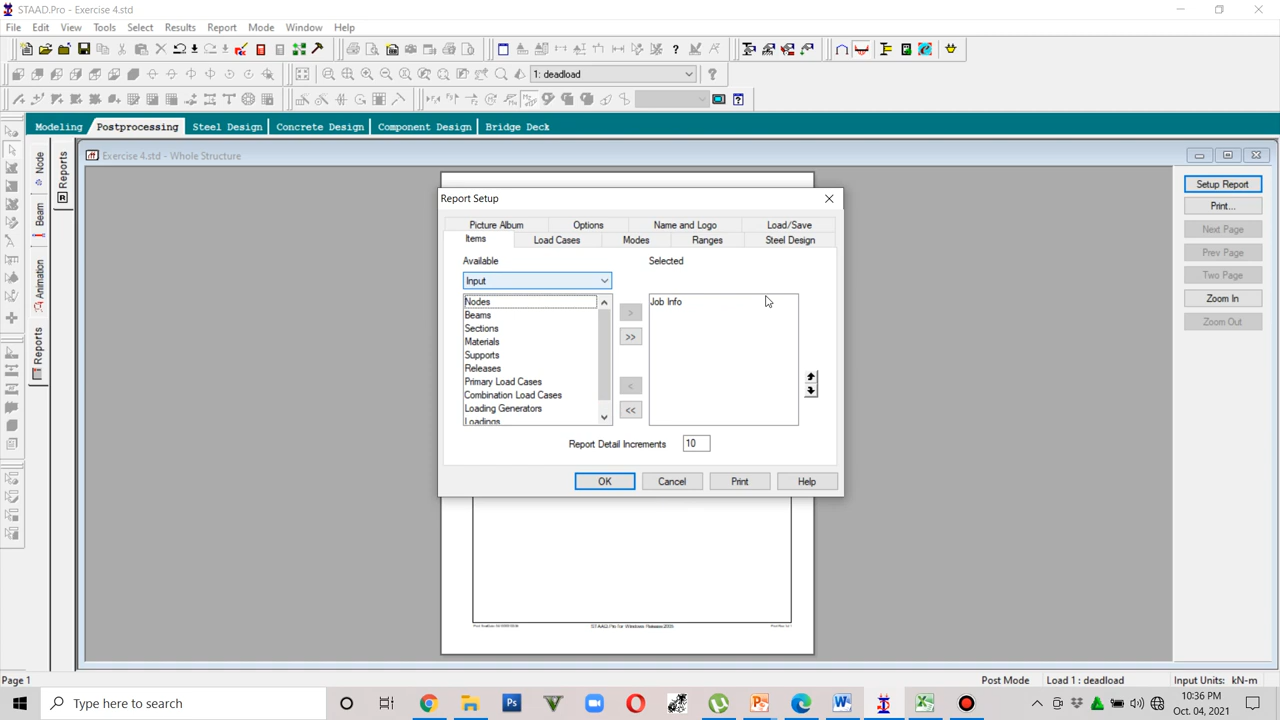 STAAD.Pro - Exercise 4.std
File Edit View Tools Select Results Report Mode Window Help
1: deadload
Modeling Postprocessing Steel Design Concrete Design Component Design Bridge Deck
Exercise 4.std - Whole Structure
Node
Beam
Animation
Reports
Reports
Setup Report
Print...
Next Page
Prev Page
Two Page
Zoom In
Zoom Out
Report Setup
Picture Album Options Name and Logo Load/Save
Items Load Cases Modes Ranges Steel Design
Available Selected
Input
Nodes
Beams
Sections
Materials
Supports
Releases
Primary Load Cases
Combination Load Cases
Loading Generators
Loadings
>
>>
<
<<
Job Info
Report Detail Increments 10
OK Cancel Print Help
Page 1 Post Mode Load 1 : deadload Input Units: kN-m
Type here to search
10:36 PM
Oct. 04, 2021